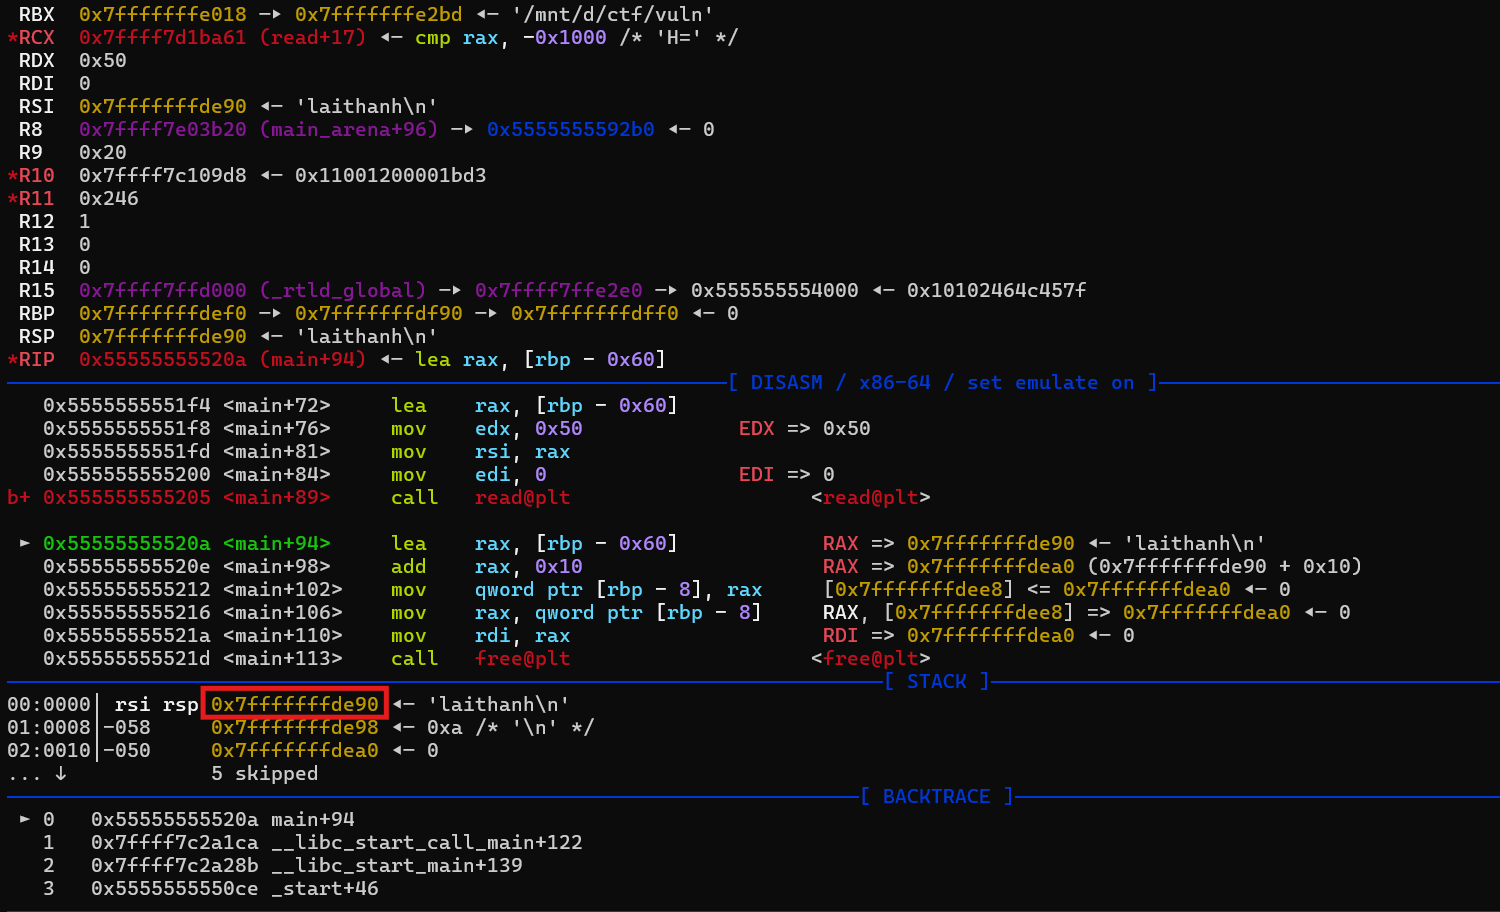 RBX  0x7fffffffe018 —▸ 0x7fffffffe2bd ◂— '/mnt/d/ctf/vuln'
*RCX  0x7ffff7d1ba61 (read+17) ◂— cmp rax, -0x1000 /* 'H=' */
RDX  0x50
RDI  0
RSI  0x7fffffffde90 ◂— 'laithanh\n'
R8   0x7ffff7e03b20 (main_arena+96) —▸ 0x5555555592b0 ◂— 0
R9   0x20
*R10  0x7ffff7c109d8 ◂— 0x11001200001bd3
*R11  0x246
R12  1
R13  0
R14  0
R15  0x7ffff7ffd000 (_rtld_global) —▸ 0x7ffff7ffe2e0 —▸ 0x555555554000 ◂— 0x10102464c457f
RBP  0x7fffffffdef0 —▸ 0x7fffffffdf90 —▸ 0x7fffffffdff0 ◂— 0
RSP  0x7fffffffde90 ◂— 'laithanh\n'
*RIP  0x55555555520a (main+94) ◂— lea rax, [rbp - 0x60]
[ DISASM / x86-64 / set emulate on ]
0x5555555551f4 <main+72>     lea    rax, [rbp - 0x60]
0x5555555551f8 <main+76>     mov    edx, 0x50             EDX => 0x50
0x5555555551fd <main+81>     mov    rsi, rax
0x555555555200 <main+84>     mov    edi, 0                EDI => 0
b+ 0x555555555205 <main+89>     call   read@plt                    <read@plt>
► 0x55555555520a <main+94>     lea    rax, [rbp - 0x60]            RAX => 0x7fffffffde90 ◂— 'laithanh\n'
0x55555555520e <main+98>     add    rax, 0x10                    RAX => 0x7fffffffdea0 (0x7fffffffde90 + 0x10)
0x555555555212 <main+102>    mov    qword ptr [rbp - 8], rax     [0x7fffffffdee8] <= 0x7fffffffdea0 ◂— 0
0x555555555216 <main+106>    mov    rax, qword ptr [rbp - 8]     RAX, [0x7fffffffdee8] => 0x7fffffffdea0 ◂— 0
0x55555555521a <main+110>    mov    rdi, rax                     RDI => 0x7fffffffdea0 ◂— 0
0x55555555521d <main+113>    call   free@plt                    <free@plt>
[ STACK ]
00:0000│ rsi rsp 0x7fffffffde90 ◂— 'laithanh\n'
01:0008│-058     0x7fffffffde98 ◂— 0xa /* '\n' */
02:0010│-050     0x7fffffffdea0 ◂— 0
... ↓            5 skipped
[ BACKTRACE ]
► 0   0x55555555520a main+94
1   0x7ffff7c2a1ca __libc_start_call_main+122
2   0x7ffff7c2a28b __libc_start_main+139
3   0x5555555550ce _start+46